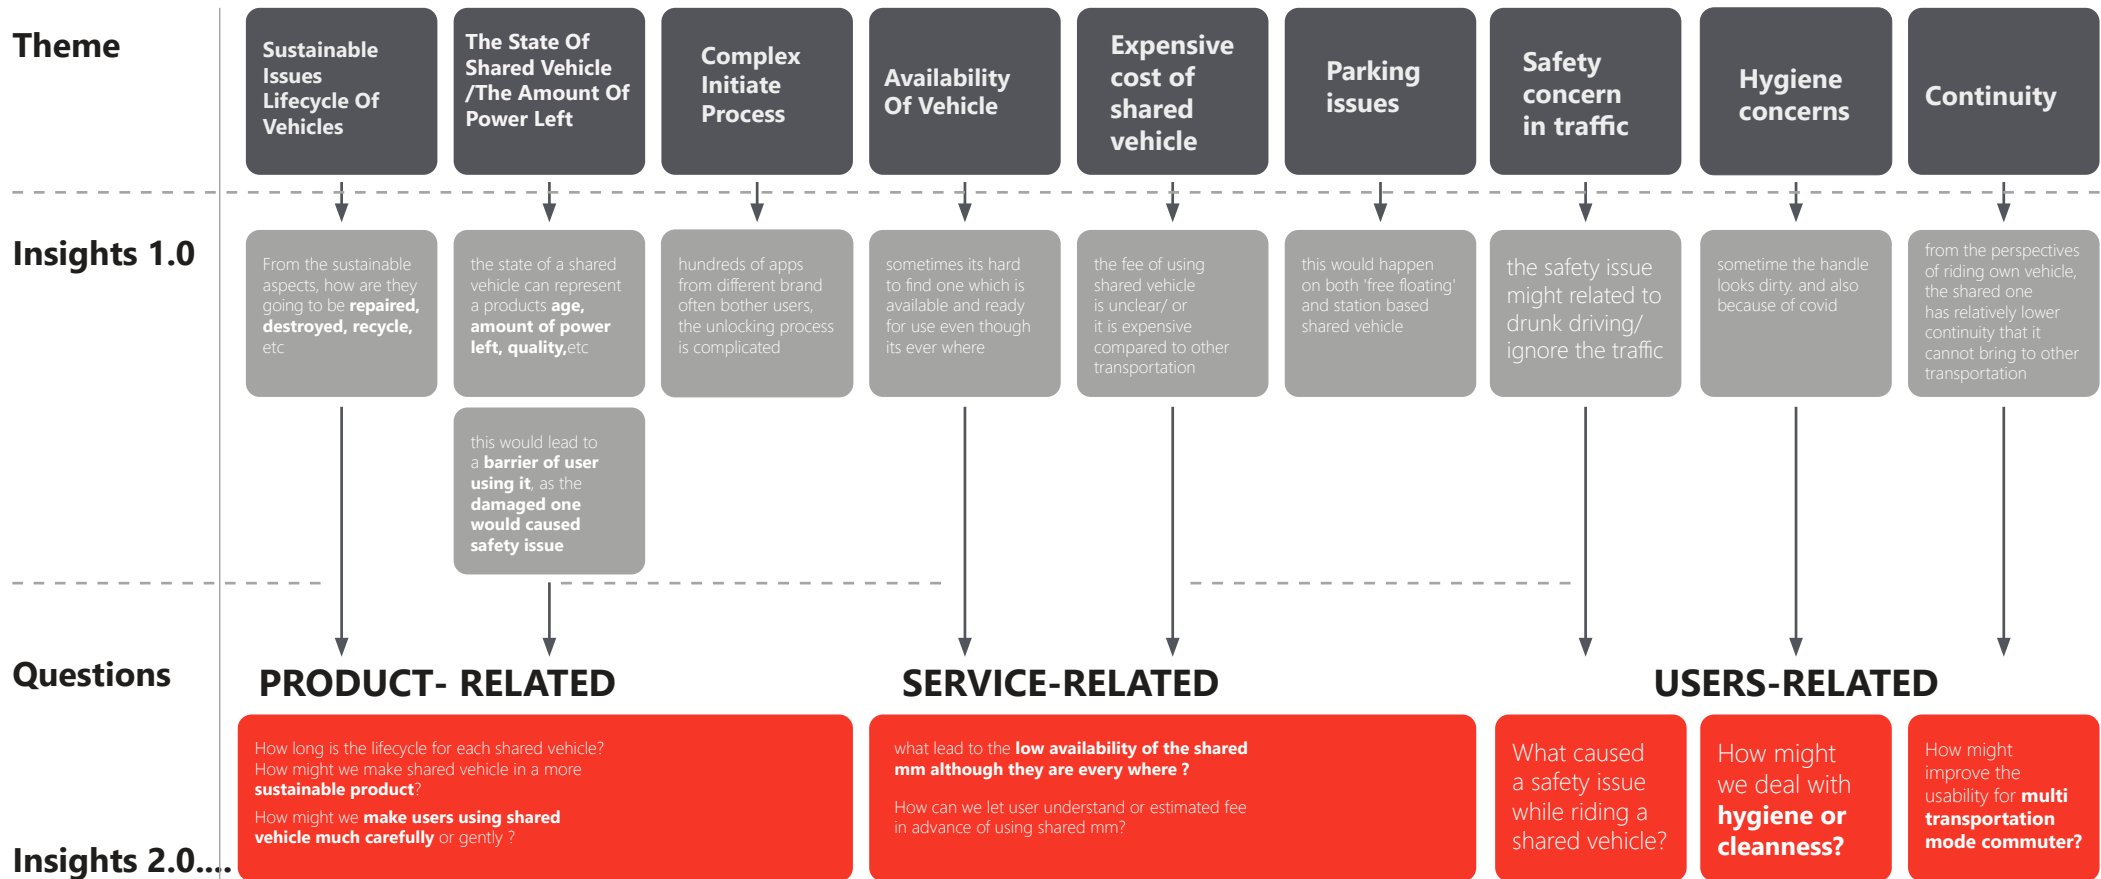 Theme
Sustainable
Issues
Lifecycle Of
Vehicles
The State Of
Shared Vehicle
/The Amount Of
Power Left
Complex
Initiate
Process
Availability
Of Vehicle
Expensive
cost of
shared
vehicle
Parking
issues
Safety
concern
in traffic
Hygiene
concerns
Continuity
Insights 1.0
From the sustainable
aspects, how are they
going to be repaired,
destroyed, recycle,
etc
the state of a shared
vehicle can represent
a products age,
amount of power
left, quality,etc
this would lead to
a barrier of user
using it, as the
damaged one
would caused
safety issue
hundreds of apps
from different brand
often bother users,
the unlocking process
is complicated
sometimes its hard
to find one which is
available and ready
for use even though
its ever where
the fee of using
shared vehicle
is unclear/ or
it is expensive
compared to other
transportation
this would happen
on both 'free floating'
and station based
shared vehicle
the safety issue
might related to
drunk driving/
ignore the traffic
sometime the handle
looks dirty. and also
because of covid
from the perspectives
of riding own vehicle,
the shared one
has relatively lower
continuity that it
cannot bring to other
transportation
Questions
PRODUCT- RELATED
SERVICE-RELATED
USERS-RELATED
How long is the lifecycle for each shared vehicle?
How might we make shared vehicle in a more
sustainable product?
How might we make users using shared
vehicle much carefully or gently ?
what lead to the low availability of the shared
mm although they are every where ?
How can we let user understand or estimated fee
in advance of using shared mm?
What caused
a safety issue
while riding a
shared vehicle?
How might
we deal with
hygiene or
cleanness?
How might
improve the
usability for multi
transportation
mode commuter?
Insights 2.0....